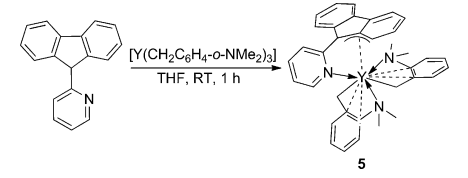 [Y(CH2C6H4-o-NMe2)3]
THF, RT, 1 h
N
N
N
Y
N
5